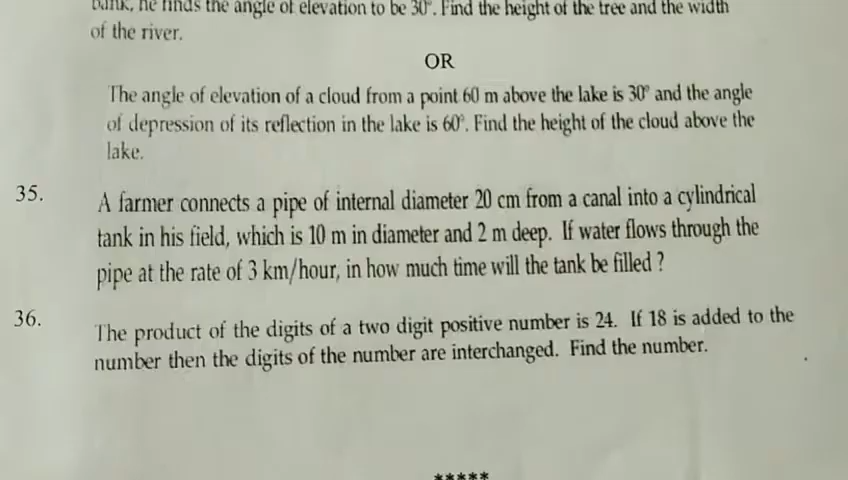 bank, he finds the angle of elevation to be 30°. Find the height of the tree and the width
of the river.
OR
The angle of elevation of a cloud from a point 60 m above the lake is 30° and the angle
of depression of its reflection in the lake is 60°. Find the height of the cloud above the
lake.
35. A farmer connects a pipe of internal diameter 20 cm from a canal into a cylindrical
tank in his field, which is 10 m in diameter and 2 m deep. If water flows through the
pipe at the rate of 3 km/hour, in how much time will the tank be filled ?
36. The product of the digits of a two digit positive number is 24. If 18 is added to the
number then the digits of the number are interchanged. Find the number.
*****